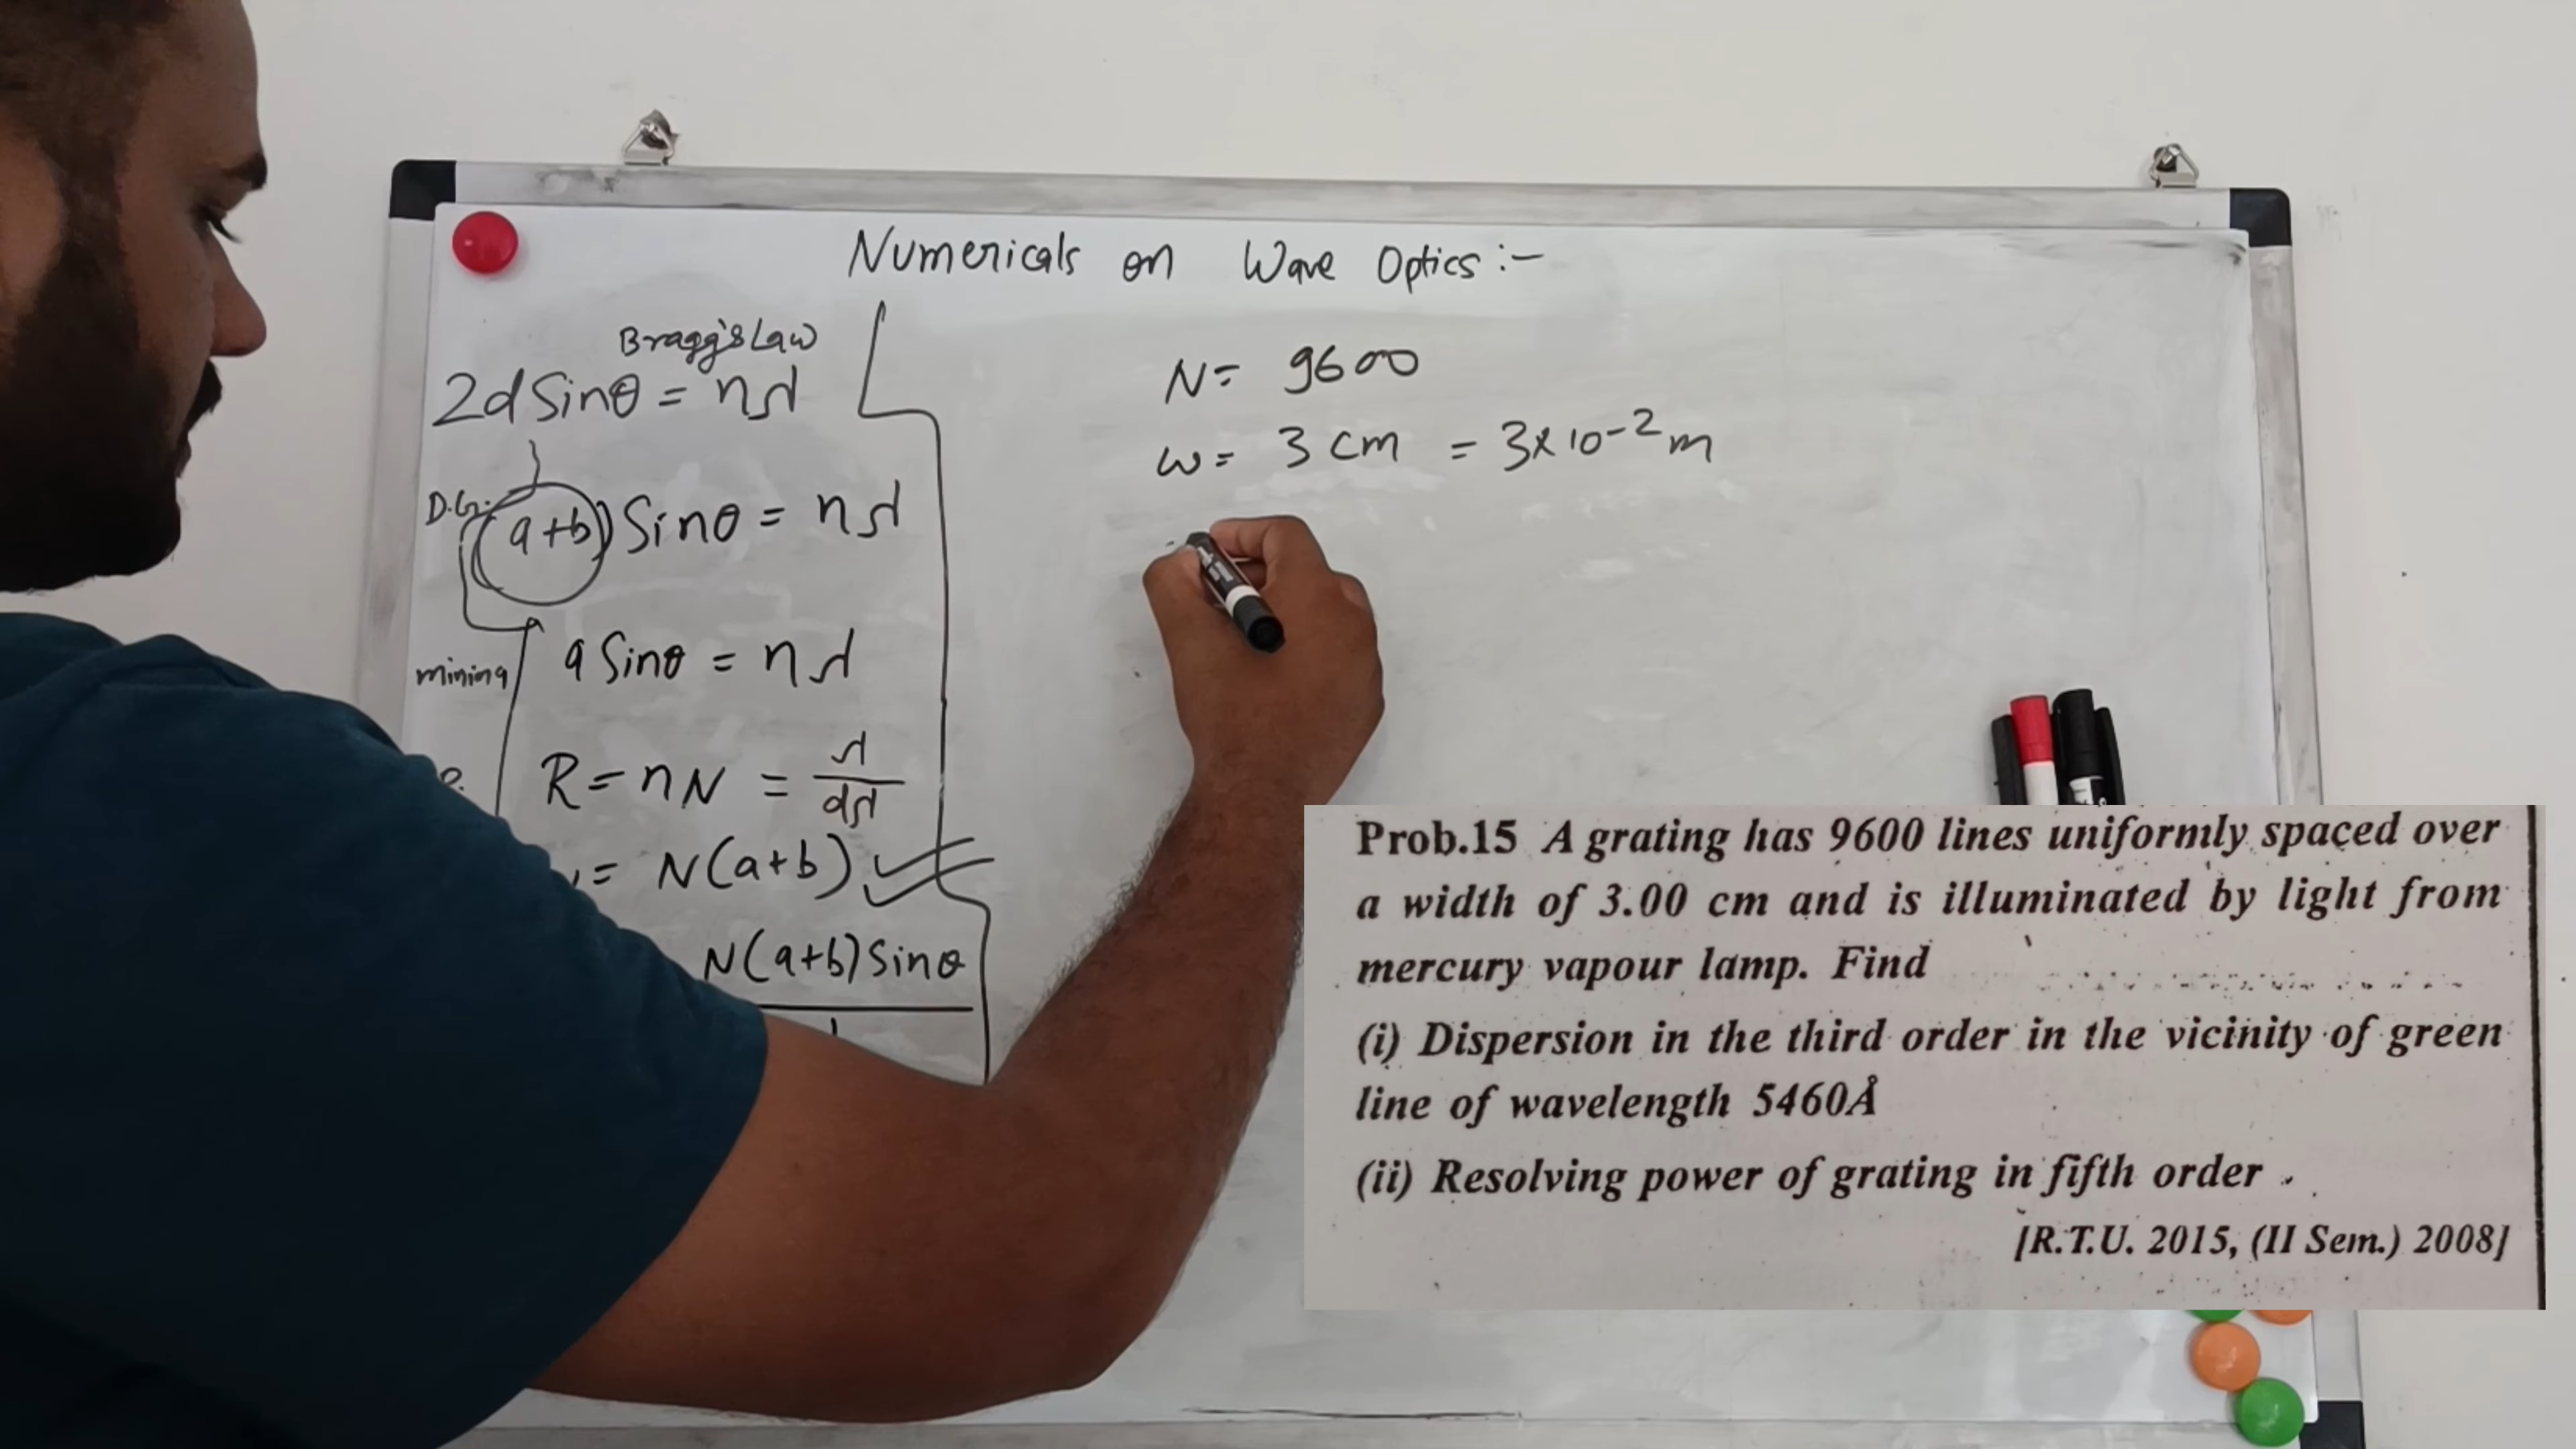 Numericals on Wave Optics :-
Bragg's Law
2d Sinθ = nλ
D.G.
(a+b) Sinθ = nλ
minima
a Sinθ = nλ
R = nN = λ/dλ
= N(a+b)
N(a+b) Sinθ
N = 9600
w = 3 cm = 3×10⁻² m
Prob.15 A grating has 9600 lines uniformly spaced over
a width of 3.00 cm and is illuminated by light from
mercury vapour lamp. Find
(i) Dispersion in the third order in the vicinity of green
line of wavelength 5460Å
(ii) Resolving power of grating in fifth order
[R.T.U. 2015, (II Sem.) 2008]